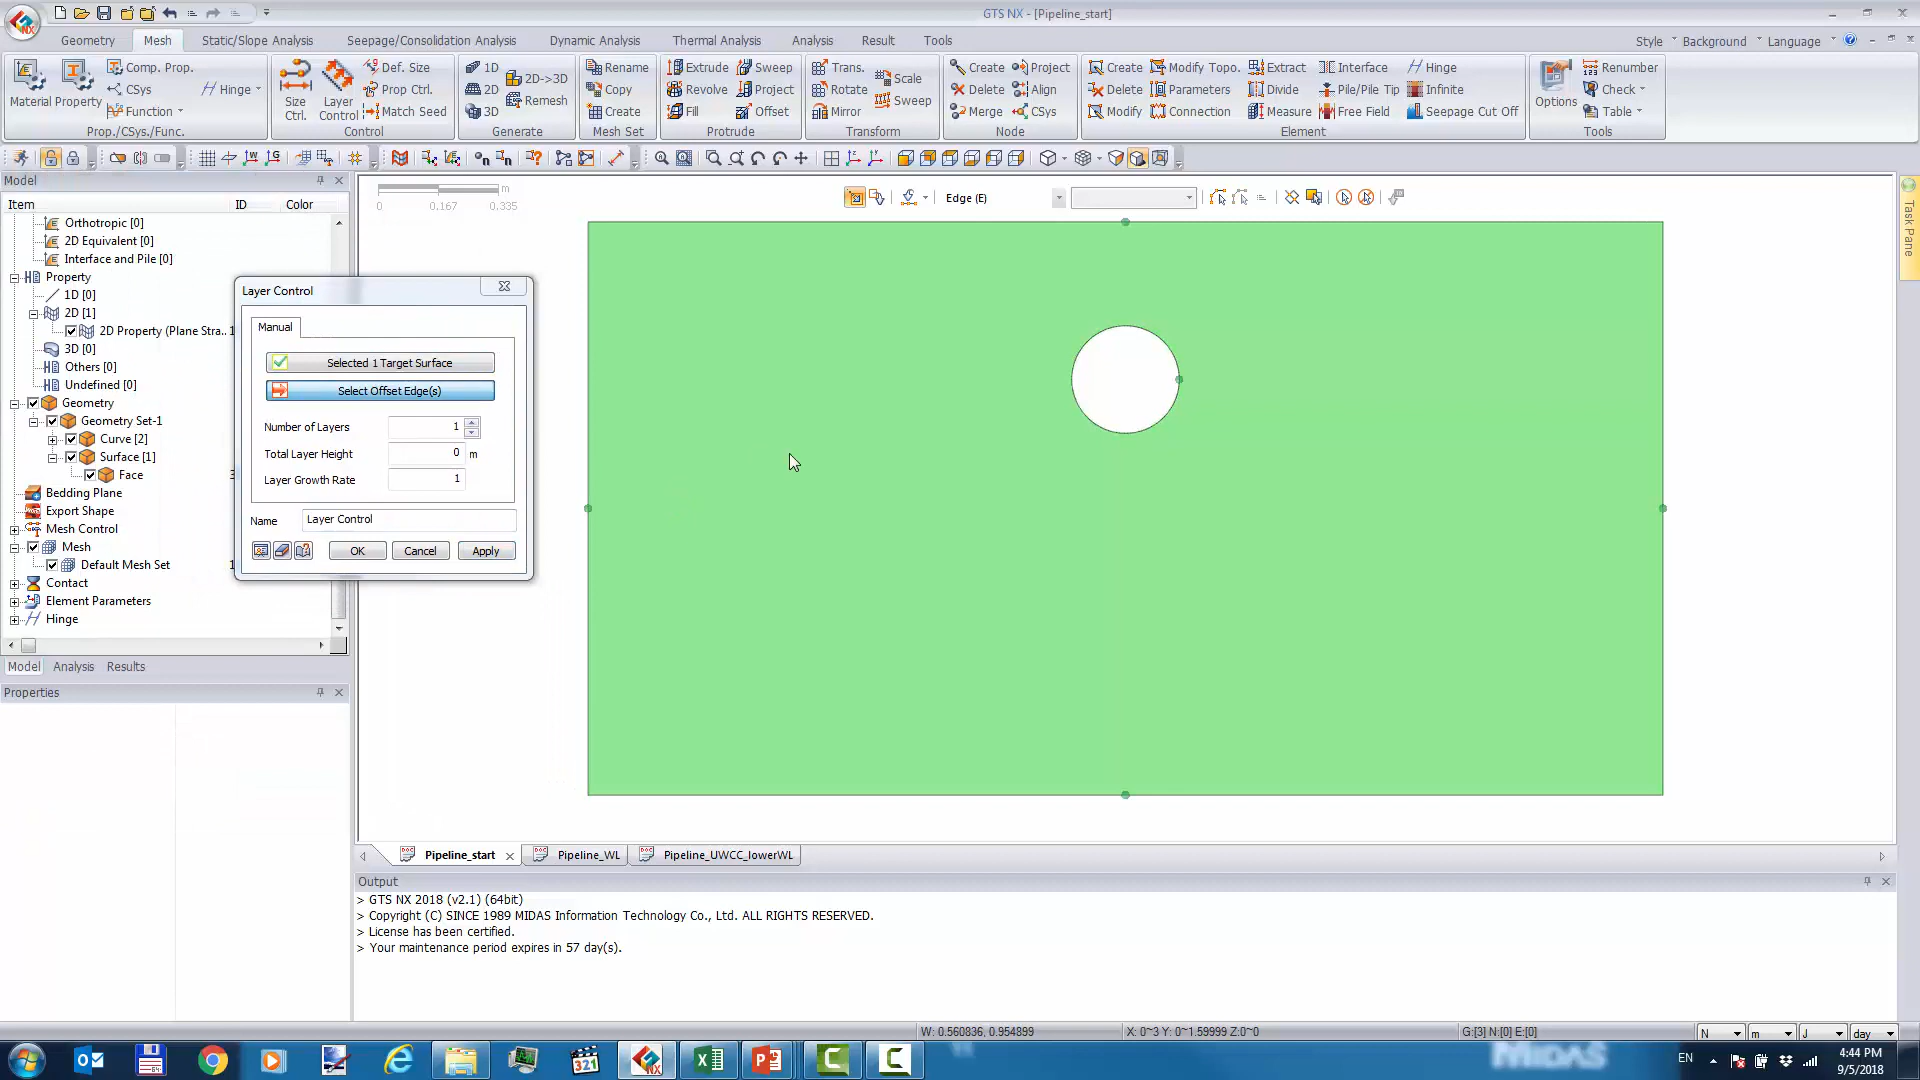 GTS NX - [Pipeline_start]
Geometry Mesh Static/Slope Analysis Seepage/Consolidation Analysis Dynamic Analysis Thermal Analysis Analysis Result Tools Style Background Language
Material Property Comp. Prop. CSys Function Hinge
Prop./CSys./Func.
Size Ctrl. Layer Control Def. Size Prop Ctrl. Match Seed
Control
1D 2D 3D 2D->3D Remesh
Generate
Rename Copy Create
Mesh Set
Extrude Revolve Fill Sweep Project Offset
Protrude
Trans. Rotate Mirror Scale Sweep
Transform
Create Delete Merge Project Align CSys
Node
Create Delete Modify Modify Topo. Parameters Connection Extract Divide Measure Interface Pile/Pile Tip Free Field Hinge Infinite Seepage Cut Off
Element
Options Renumber Check Table
Tools
Model
Item ID Color
Orthotropic [0]
2D Equivalent [0]
Interface and Pile [0]
Property
1D [0]
2D [1]
2D Property (Plane Stra.. 1
3D [0]
Others [0]
Undefined [0]
Geometry
Geometry Set-1
Curve [2]
Surface [1]
Face
Bedding Plane
Export Shape
Mesh Control
Mesh
Default Mesh Set 1
Contact
Element Parameters
Hinge
Model Analysis Results
Properties
Layer Control
Manual
Selected 1 Target Surface
Select Offset Edge(s)
Number of Layers 1
Total Layer Height 0 m
Layer Growth Rate 1
Name Layer Control
OK Cancel Apply
m
0 0.167 0.335
Edge (E)
Task Pane
Pipeline_start Pipeline_WL Pipeline_UWCC_lowerWL
Output
> GTS NX 2018 (v2.1) (64bit)
> Copyright (C) SINCE 1989 MIDAS Information Technology Co., Ltd. ALL RIGHTS RESERVED.
> License has been certified.
> Your maintenance period expires in 57 day(s).
W: 0.560836, 0.954899 X: 0~3 Y: 0~1.59999 Z:0~0 G:[3] N:[0] E:[0] N m J day
MIDAS
EN
4:44 PM
9/5/2018